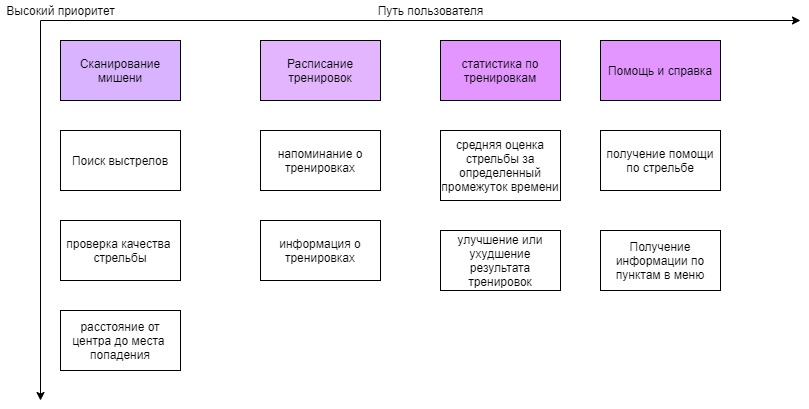 Высокий приоритет
Путь пользователя
Сканирование
мишени
Расписание
тренировок
статистика по
тренировкам
Помощь и справка
Поиск выстрелов
напоминание о
тренировках
средняя оценка
стрельбы за
определенный
промежуток времени
получение помощи
по стрельбе
проверка качества
стрельбы
информация о
тренировках
улучшение или
ухудшение
результата
тренировок
Получение
информации по
пунктам в меню
расстояние от
центра до места
попадения